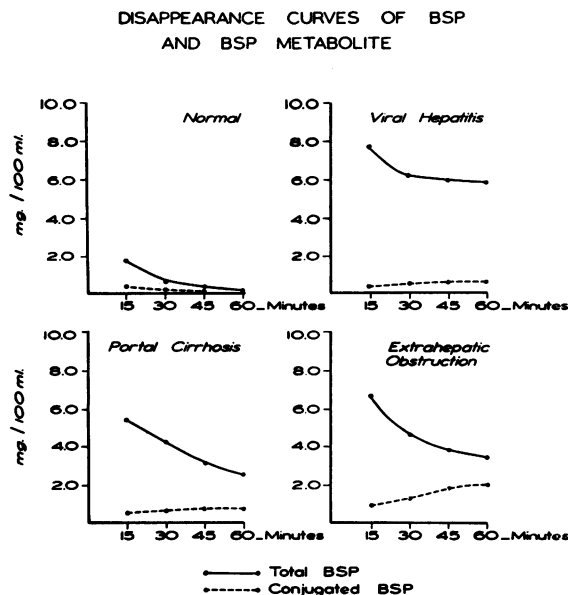 DISAPPEARANCE CURVES OF BSP
AND BSP METABOLITE
mg. / 100 ml.
10.0
8.0
6.0
4.0
2.0
Normal
15 30 45 60_Minutes
10.0
8.0
6.0
4.0
2.0
Viral Hepatitis
15 30 45 60_Minutes
mg. / 100 ml.
10.0
8.0
6.0
4.0
2.0
Portal Cirrhosis
15 30 45 60_Minutes
10.0
8.0
6.0
4.0
2.0
Extrahepatic
Obstruction
15 30 45 60_Minutes
Total BSP
Conjugated BSP